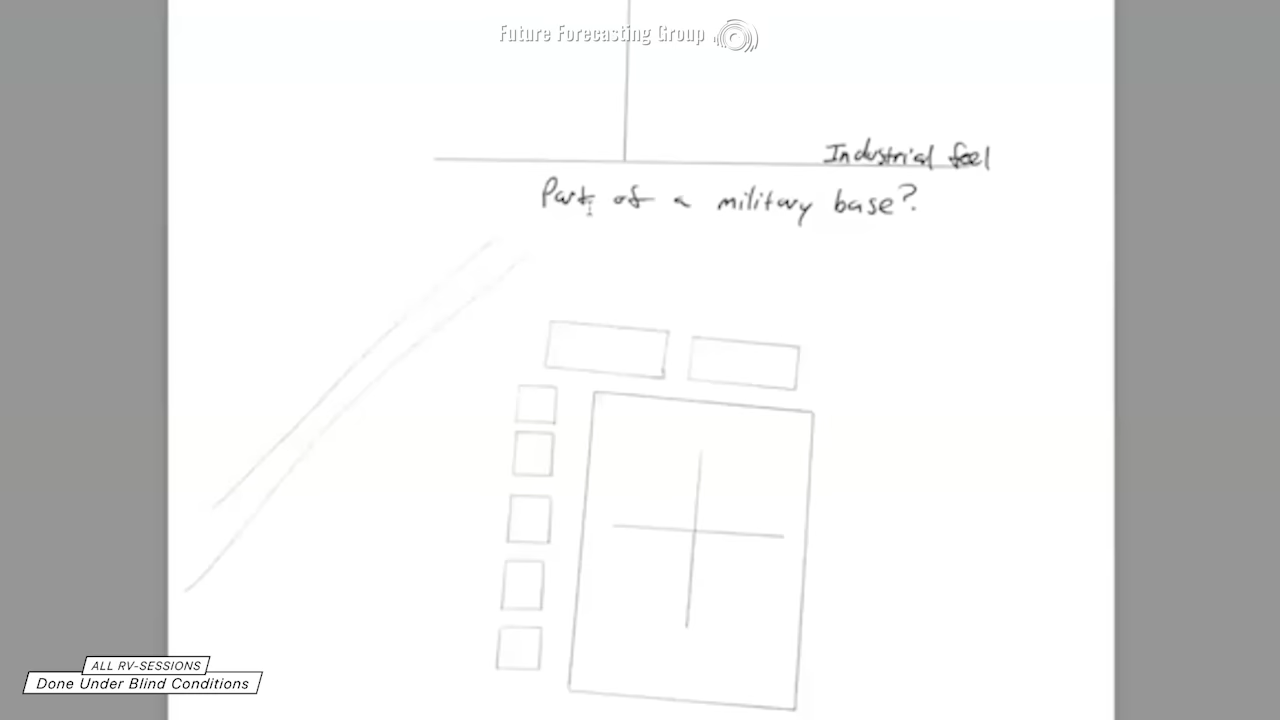 Future Forecasting Group
Industrial feel
Part of a military base?
ALL RV-SESSIONS
Done Under Blind Conditions